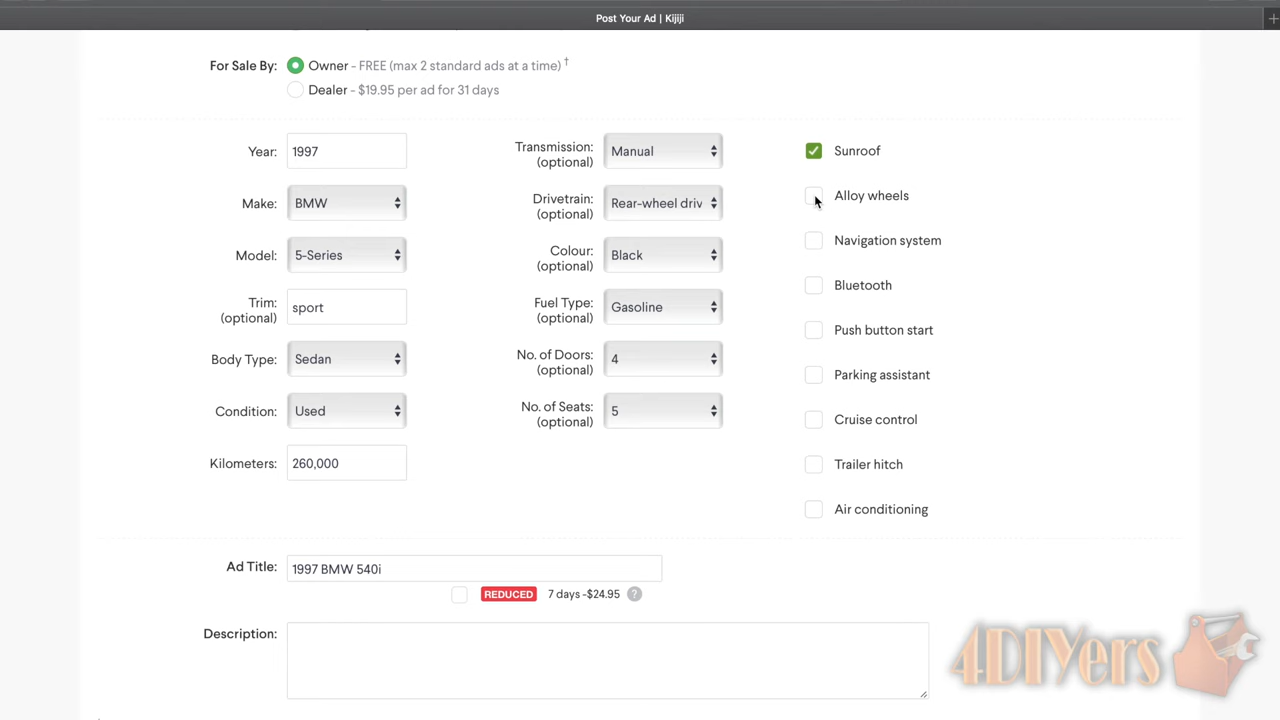 Post Your Ad | Kijiji
For Sale By:
Owner - FREE (max 2 standard ads at a time) †
Dealer - $19.95 per ad for 31 days
Year:
1997
Make:
BMW
Model:
5-Series
Trim:
(optional)
sport
Body Type:
Sedan
Condition:
Used
Kilometers:
260,000
Transmission:
(optional)
Manual
Drivetrain:
(optional)
Rear-wheel driv
Colour:
(optional)
Black
Fuel Type:
(optional)
Gasoline
No. of Doors:
(optional)
4
No. of Seats:
(optional)
5
Sunroof
Alloy wheels
Navigation system
Bluetooth
Push button start
Parking assistant
Cruise control
Trailer hitch
Air conditioning
Ad Title:
1997 BMW 540i
REDUCED 7 days -$24.95 ?
Description:
4DIYers